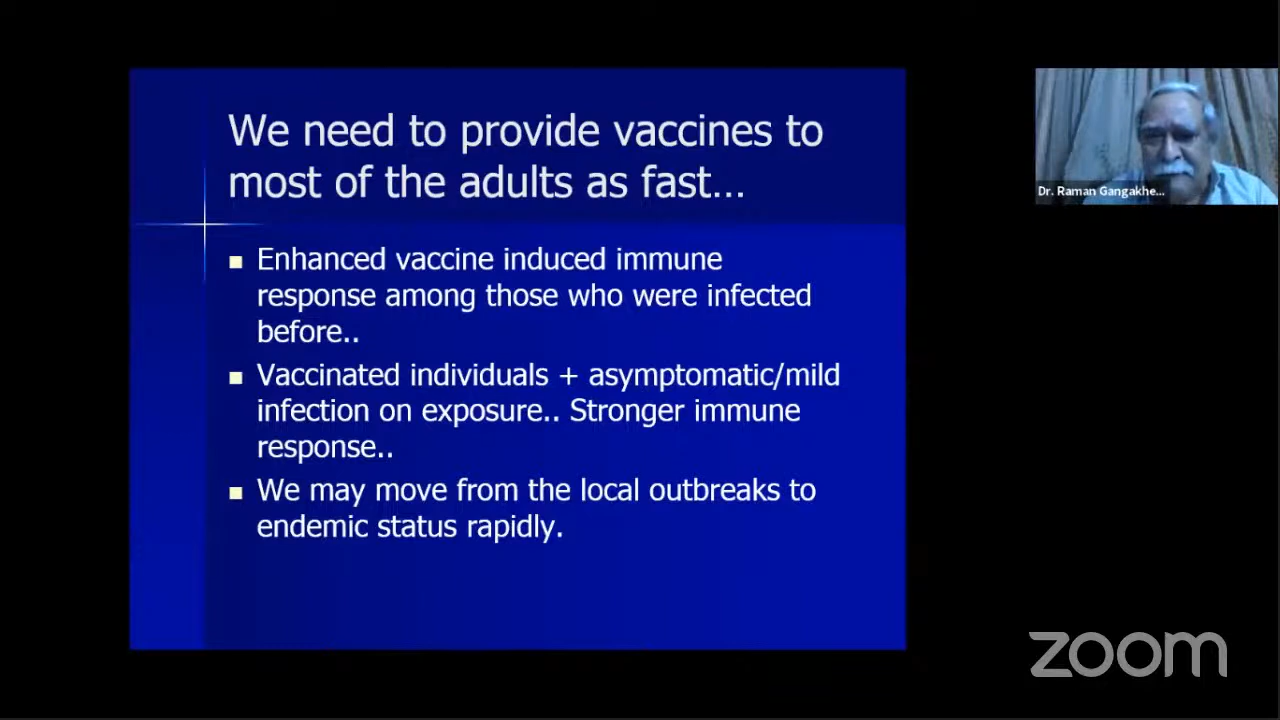 We need to provide vaccines to
most of the adults as fast…
Enhanced vaccine induced immune
response among those who were infected
before..
Vaccinated individuals + asymptomatic/mild
infection on exposure.. Stronger immune
response..
We may move from the local outbreaks to
endemic status rapidly.
Dr. Raman Gangakhe...
zoom